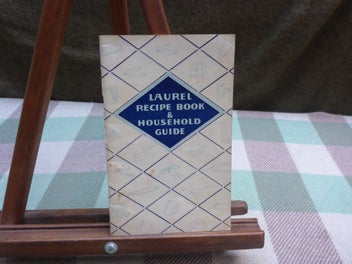 LAUREL
RECIPE BOOK
&
HOUSEHOLD
GUIDE